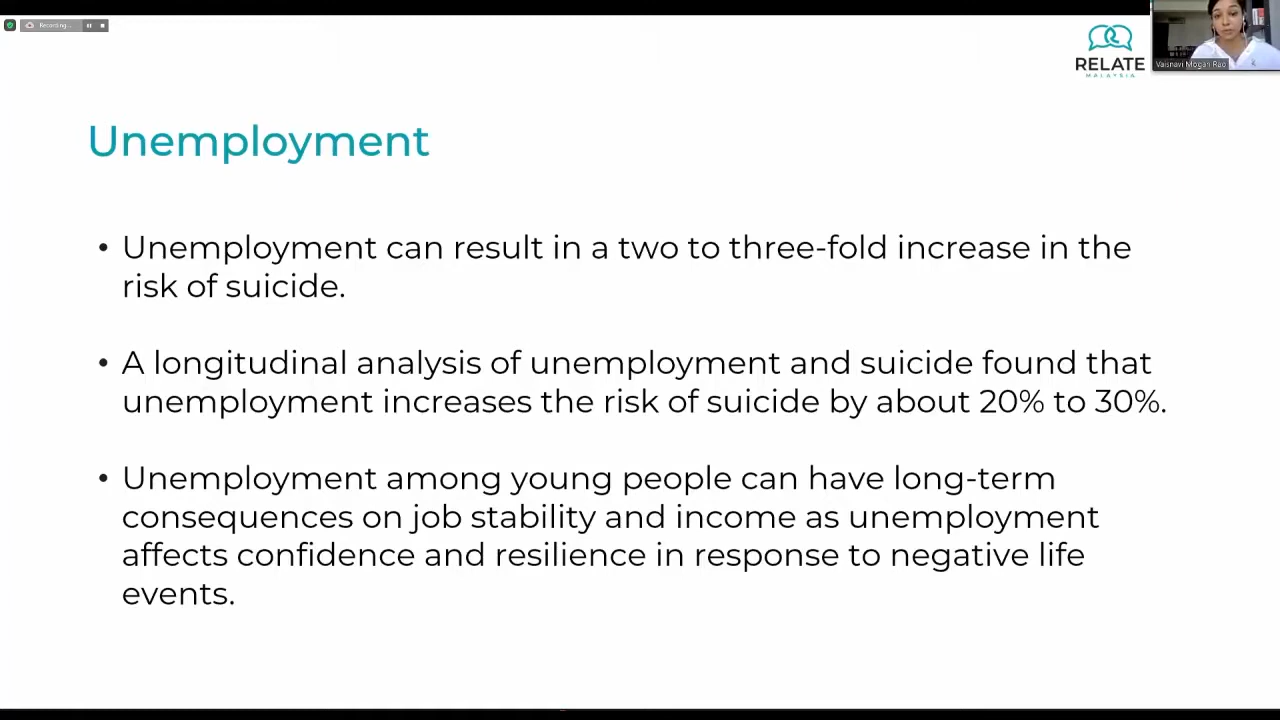 Recording...
RELATE
MALAYSIA
Vaisnavi Mogan Rao
Unemployment
• Unemployment can result in a two to three-fold increase in the
risk of suicide.
• A longitudinal analysis of unemployment and suicide found that
unemployment increases the risk of suicide by about 20% to 30%.
• Unemployment among young people can have long-term
consequences on job stability and income as unemployment
affects confidence and resilience in response to negative life
events.